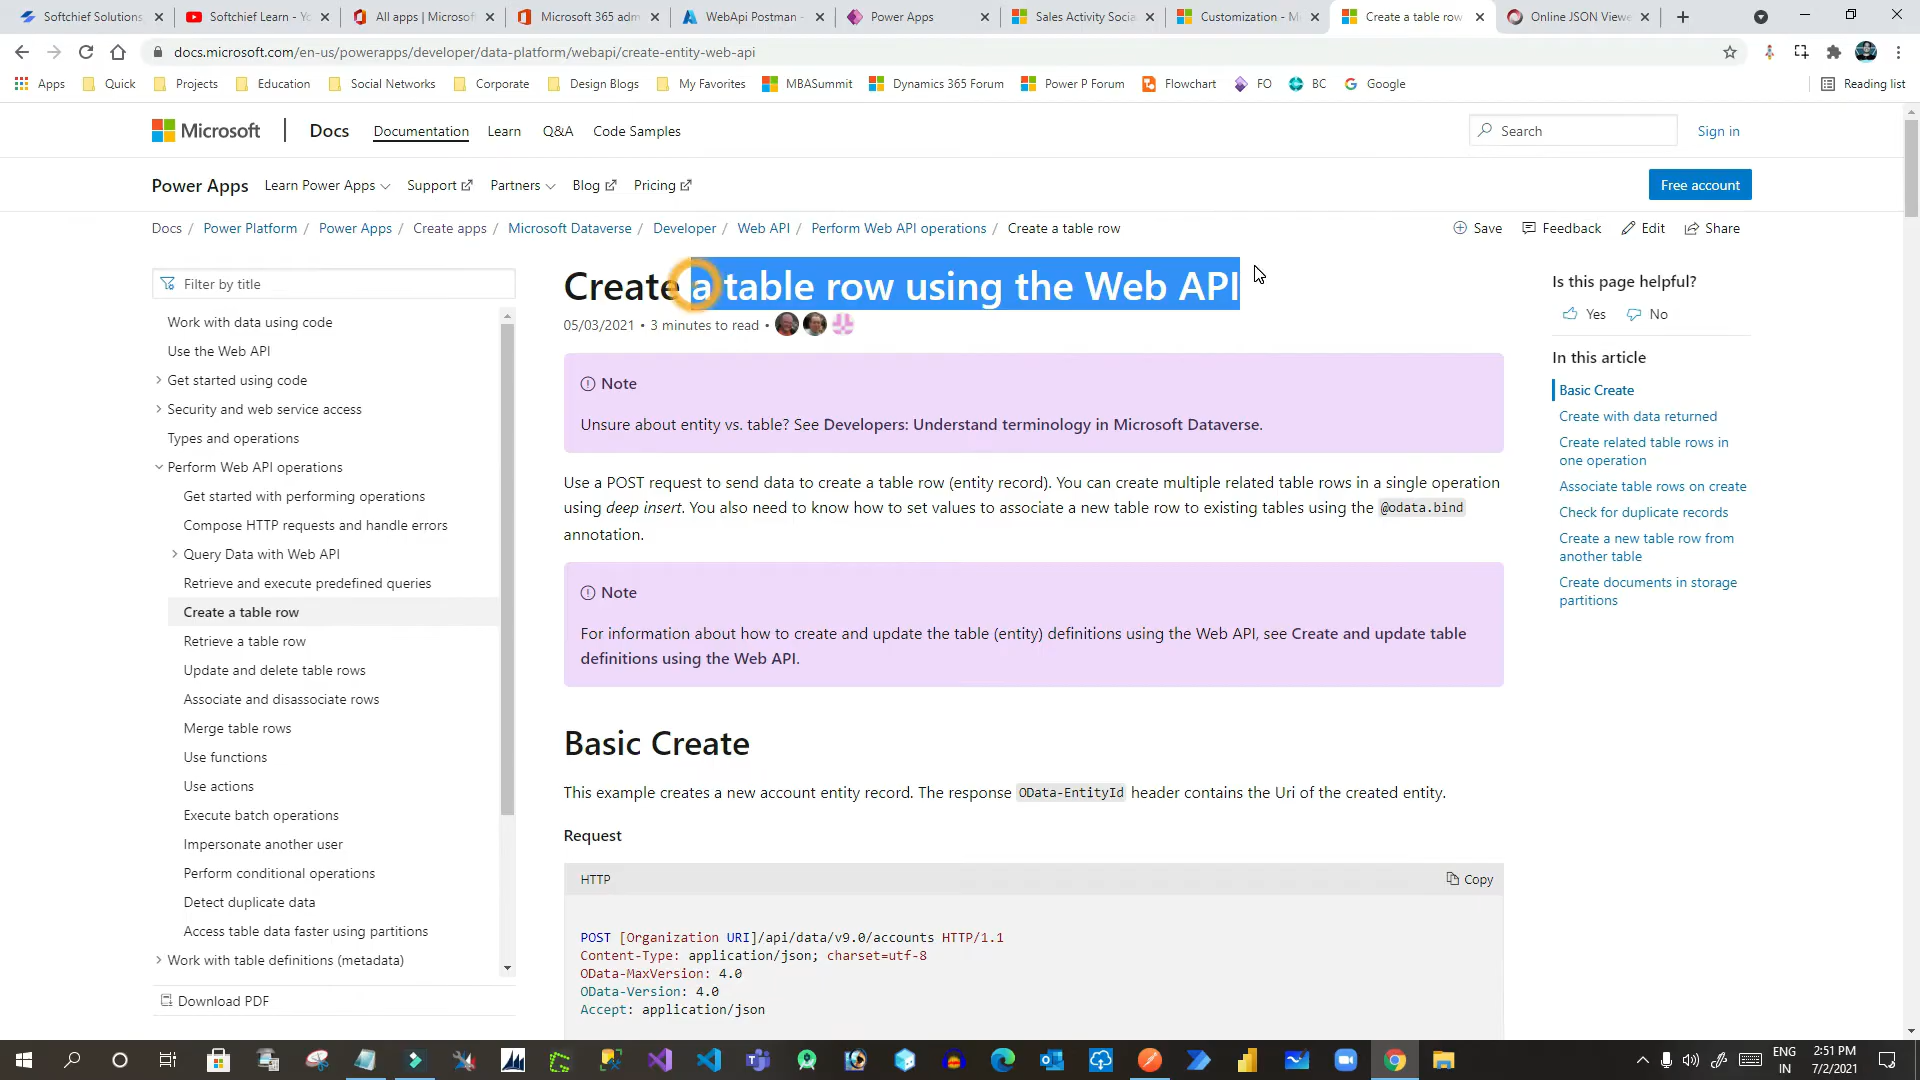 Softchief Solutions
Softchief Learn - Yo
All apps | Microsof
Microsoft 365 adm
WebApi Postman -
Power Apps
Sales Activity Socia
Customization - M
Create a table row
Online JSON Viewe
docs.microsoft.com/en-us/powerapps/developer/data-platform/webapi/create-entity-web-api
Apps
Quick
Projects
Education
Social Networks
Corporate
Design Blogs
My Favorites
MBASummit
Dynamics 365 Forum
Power P Forum
Flowchart
FO
BC
Google
Reading list
Microsoft
Docs
Documentation
Learn
Q&A
Code Samples
Search
Sign in
Power Apps
Learn Power Apps
Support
Partners
Blog
Pricing
Free account
Docs / Power Platform / Power Apps / Create apps / Microsoft Dataverse / Developer / Web API / Perform Web API operations / Create a table row
Save
Feedback
Edit
Share
Filter by title
Work with data using code
Use the Web API
Get started using code
Security and web service access
Types and operations
Perform Web API operations
Get started with performing operations
Compose HTTP requests and handle errors
Query Data with Web API
Retrieve and execute predefined queries
Create a table row
Retrieve a table row
Update and delete table rows
Associate and disassociate rows
Merge table rows
Use functions
Use actions
Execute batch operations
Impersonate another user
Perform conditional operations
Detect duplicate data
Access table data faster using partitions
Work with table definitions (metadata)
Download PDF
Create a table row using the Web API
05/03/2021 • 3 minutes to read •
Note
Unsure about entity vs. table? See Developers: Understand terminology in Microsoft Dataverse.
Use a POST request to send data to create a table row (entity record). You can create multiple related table rows in a single operation
using deep insert. You also need to know how to set values to associate a new table row to existing tables using the @odata.bind
annotation.
Note
For information about how to create and update the table (entity) definitions using the Web API, see Create and update table
definitions using the Web API.
Basic Create
This example creates a new account entity record. The response OData-EntityId header contains the Uri of the created entity.
Request
HTTP
Copy
POST [Organization URI]/api/data/v9.0/accounts HTTP/1.1
Content-Type: application/json; charset=utf-8
OData-MaxVersion: 4.0
OData-Version: 4.0
Accept: application/json
Is this page helpful?
Yes
No
In this article
Basic Create
Create with data returned
Create related table rows in
one operation
Associate table rows on create
Check for duplicate records
Create a new table row from
another table
Create documents in storage
partitions
ENG
IN
2:51 PM
7/2/2021